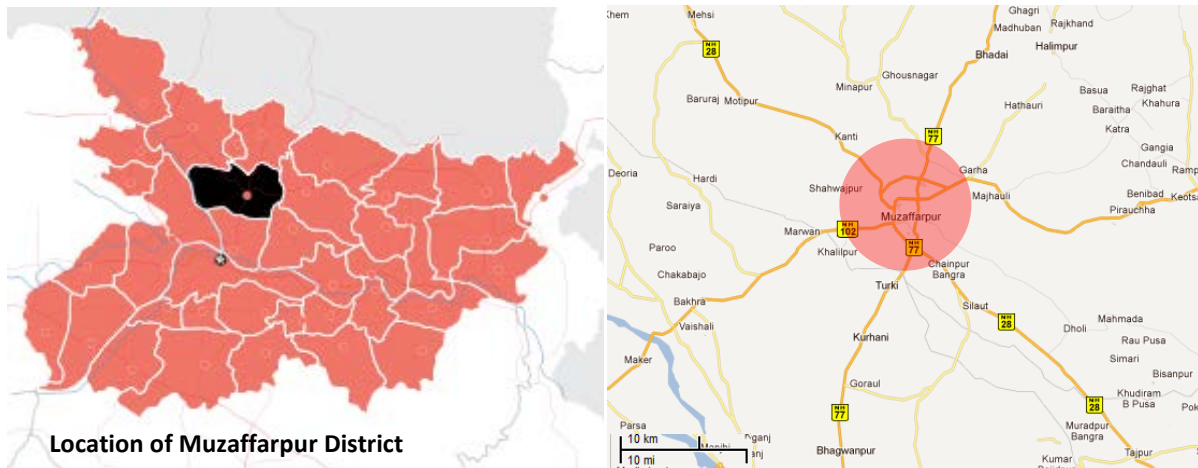 Location of Muzaffarpur District
Khem
Mehsi
Ghagri
Madhuban
Rajkhand
NH
28
Bhadai
Halimpur
Ghousnagar
Minapur
Baruraj
Motipur
Basua
Rajghat
Baraitha
Khahura
Hathauri
Katra
Kanti
NH
77
Gangia
Chandauli
Garha
Ramp
Deoria
Hardi
Shahwajpur
Majhauli
Benibad
Keotsa
Saraiya
Muzaffarpur
Pirauchha
Marwan
NH
102
Paroo
Khalilpur
NH
77
Chakabajo
Chainpur
Bangra
Turki
Bakhra
Silaut
Vaishali
NH
28
Mahmada
Dholi
Kurhani
Rau Pusa
Maker
Simari
Bisanpur
Goraul
Khudiram
B Pusa
NH
28
NH
77
Parsa
Muradpur
Bangra
10 km
10 mi
Bhagwanpur
Tajpur
Kumar